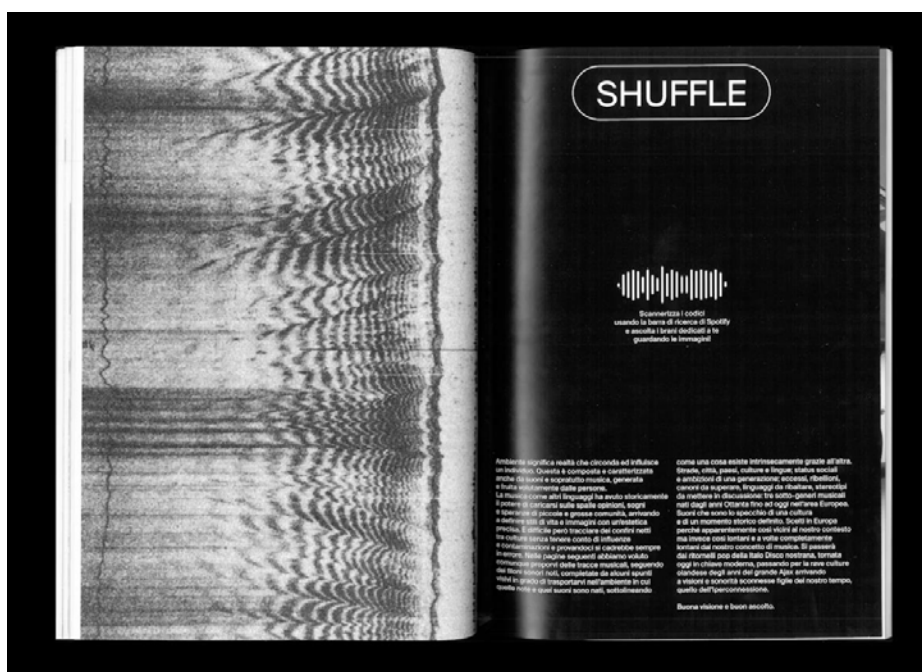 SHUFFLE
Scannerizza i codici
usando la barra di ricerca di Spotify
e ascolta i brani dedicati a te
guardando le immagini!
Ambiente significa realtà che circonda ed influisce
un individuo. Questa è composta e caratterizzata
anche da suoni e sopratutto musica, generata
e fruita volutamente dalle persone.
La musica come altri linguaggi ha avuto storicamente
il potere di caricarsi sulle spalle opinioni, sogni
e speranze di piccole e grosse comunità, arrivando
a definire stili di vita e immagini con un'estetica
precisa. È difficile però tracciare dei confini netti
tra culture senza tenere conto di influenze
e contaminazioni e provandoci si cadrebbe sempre
in errore. Nelle pagine seguenti abbiamo voluto
comunque proporvi delle tracce musicali, seguendo
dei filoni sonori noti, completate da alcuni spunti
visivi in grado di trasportarvi nell'ambiente in cui
quelle note e quei suoni sono nati, sottolineando
come una cosa esiste intrinsecamente grazie all'altra.
Strade, città, paesi, culture e lingue; status sociali
e ambizioni di una generazione; eccessi, ribellioni,
canoni da superare, linguaggi da ribaltare, stereotipi
da mettere in discussione: tre sotto-generi musicali
nati dagli anni Ottanta fino ad oggi nell'area Europea.
Suoni che sono lo specchio di una cultura
e di un momento storico definito. Scelti in Europa
perché apparentemente così vicini al nostro contesto
ma invece così lontani e a volte completamente
lontani dal nostro concetto di musica. Si passerà
dai ritornelli pop della Italo Disco nostrana, tornata
oggi in chiave moderna, passando per la rave culture
olandese degli anni del grande Ajax arrivando
a visioni e sonorità sconnesse figlie del nostro tempo,
quello dell'iperconnessione.
Buona visione e buon ascolto.